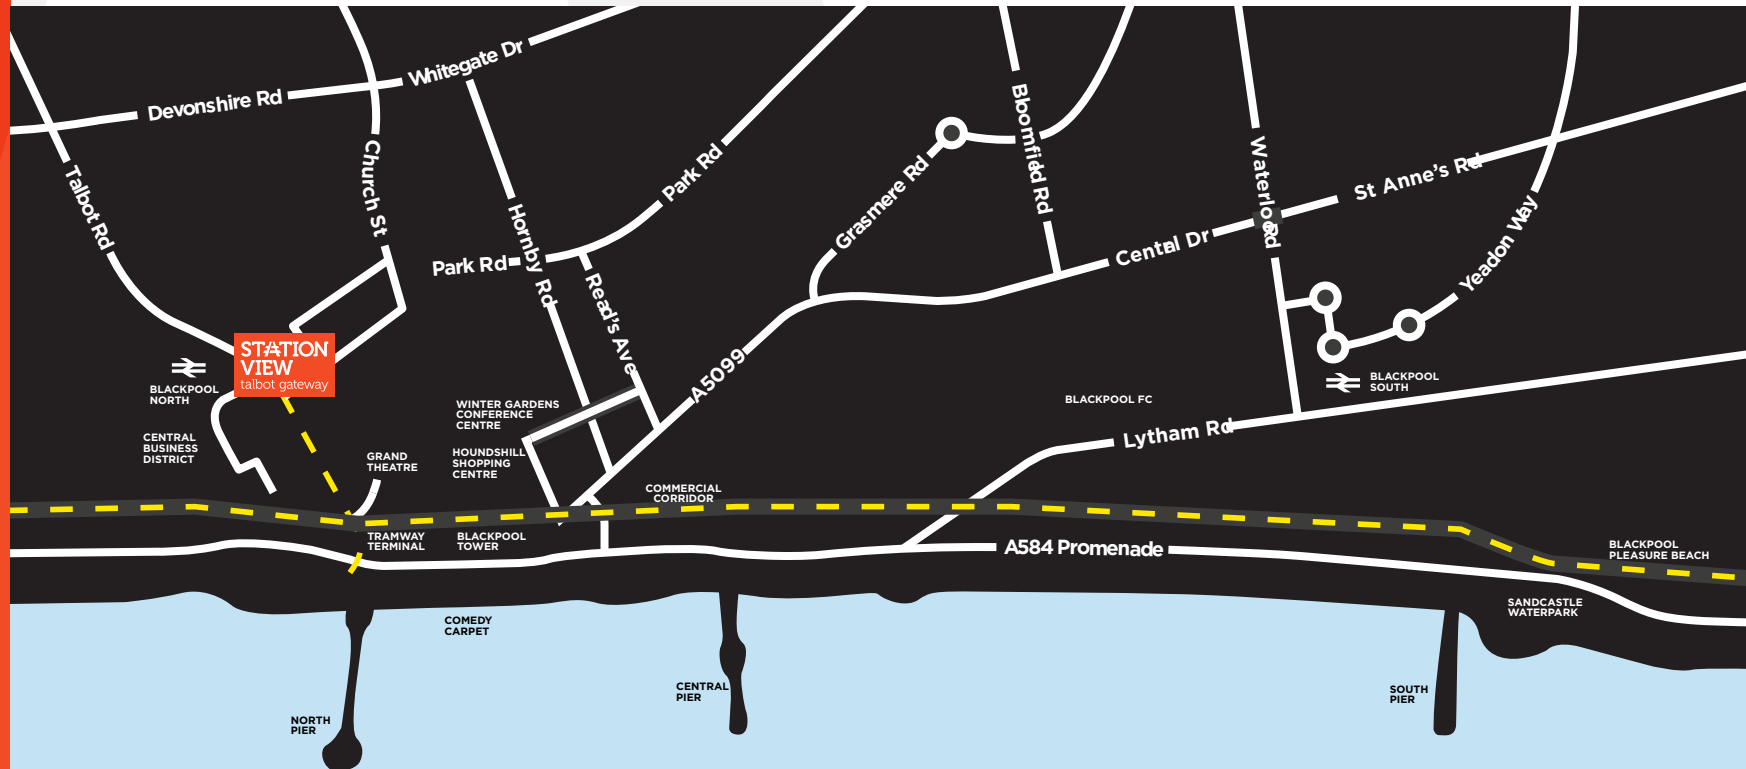 Whitegate Dr
Devonshire Rd
Talbot Rd
Church St
Park Rd
Park Rd
Hornby Rd
Read's Ave
Grasmere Rd
Bloomfield Rd
Waterloo Rd
St Anne's Rd
Central Dr
Yeadon Way
A5099
STATION
VIEW
talbot gateway
BLACKPOOL
NORTH
CENTRAL
BUSINESS
DISTRICT
GRAND
THEATRE
WINTER GARDENS
CONFERENCE
CENTRE
HOUNDSHILL
SHOPPING
CENTRE
BLACKPOOL FC
BLACKPOOL
SOUTH
Lytham Rd
COMMERCIAL
CORRIDOR
TRAMWAY
TERMINAL
BLACKPOOL
TOWER
A584 Promenade
BLACKPOOL
PLEASURE BEACH
SANDCASTLE
WATERPARK
COMEDY
CARPET
NORTH
PIER
CENTRAL
PIER
SOUTH
PIER